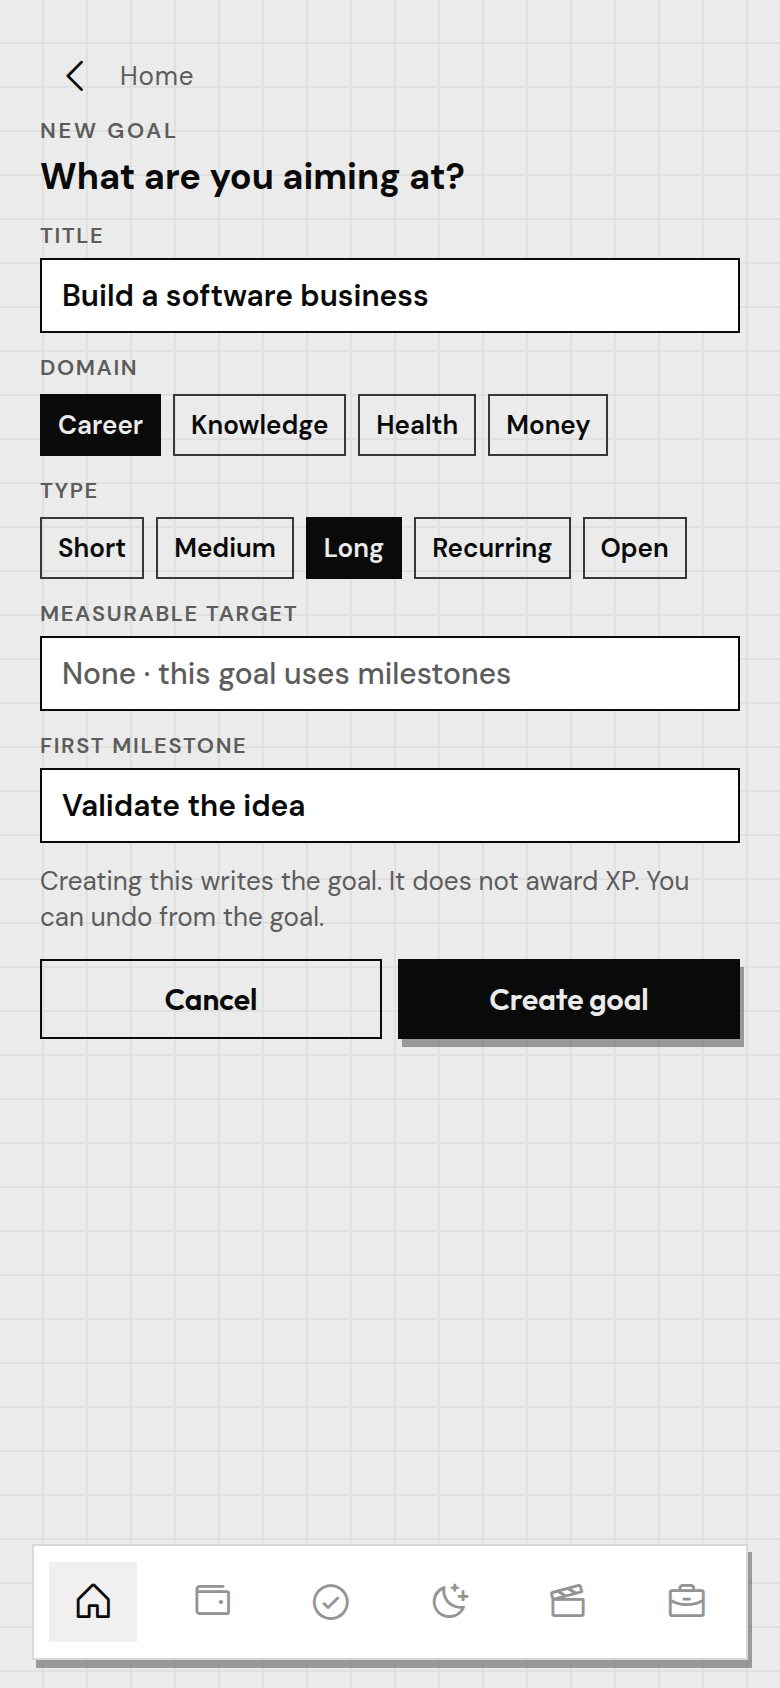 Home
NEW GOAL
What are you aiming at?
TITLE
Build a software business
DOMAIN
Career Knowledge Health Money
TYPE
Short Medium Long Recurring Open
MEASURABLE TARGET
None · this goal uses milestones
FIRST MILESTONE
Validate the idea
Creating this writes the goal. It does not award XP. You
can undo from the goal.
Cancel Create goal